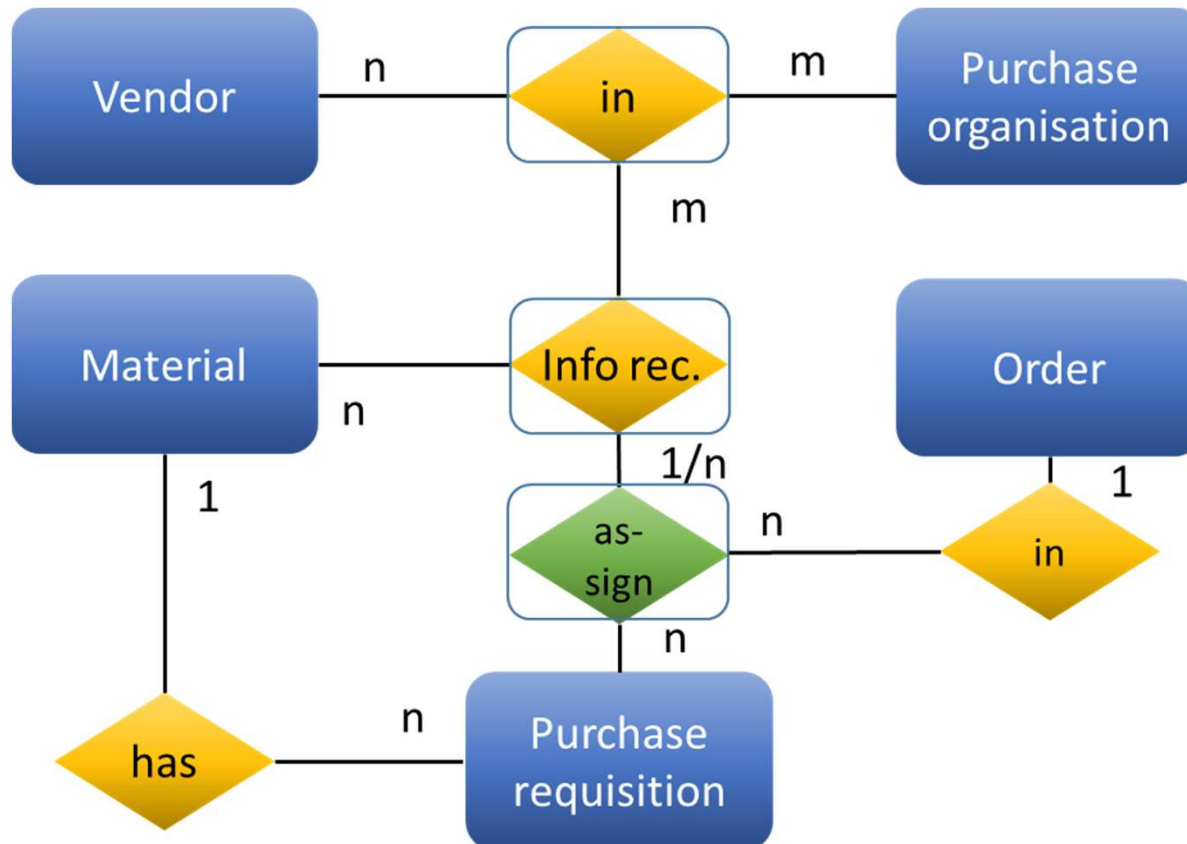 Vendor
n
in
m
Purchase
organisation
m
Material
n
Info rec.
Order
1
1/n
1
as-
sign
n
in
n
has
n
Purchase
requisition